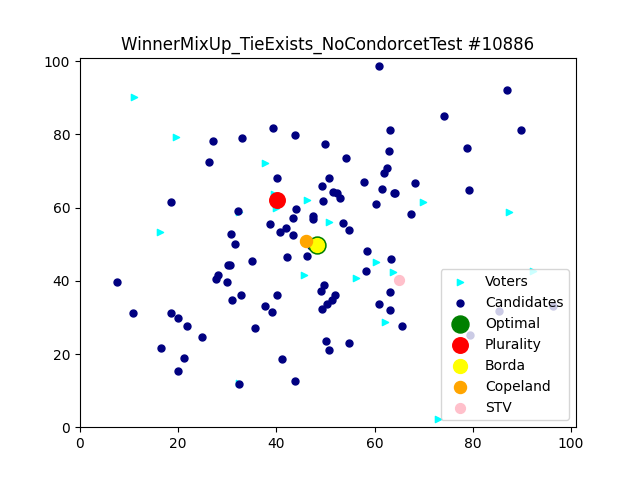 WinnerMixUp_TieExists_NoCondorcetTest #10886
100
80
60
40
20
0
0 20 40 60 80 100
Voters
Candidates
Optimal
Plurality
Borda
Copeland
STV